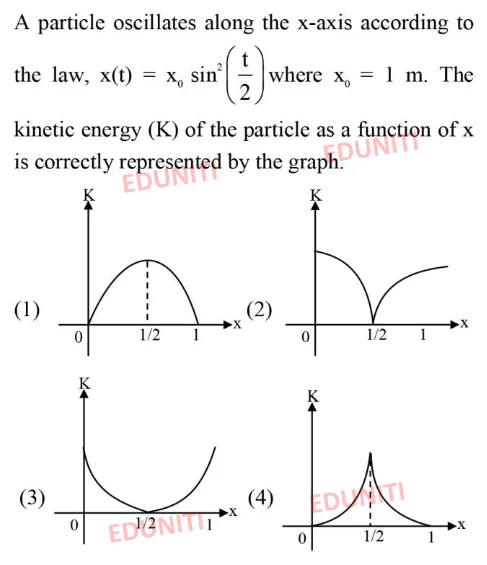 A particle oscillates along the x-axis according to
the law, x(t) = x₀ sin²(t/2) where x₀ = 1 m. The
kinetic energy (K) of the particle as a function of x
is correctly represented by the graph.
EDUNITI EDUNITI
K K
(1) 0 1/2 1 x (2) 0 1/2 1 x
K K
(3) 0 1/2 1 x (4) 0 1/2 1 x
EDUNITI EDUNITI